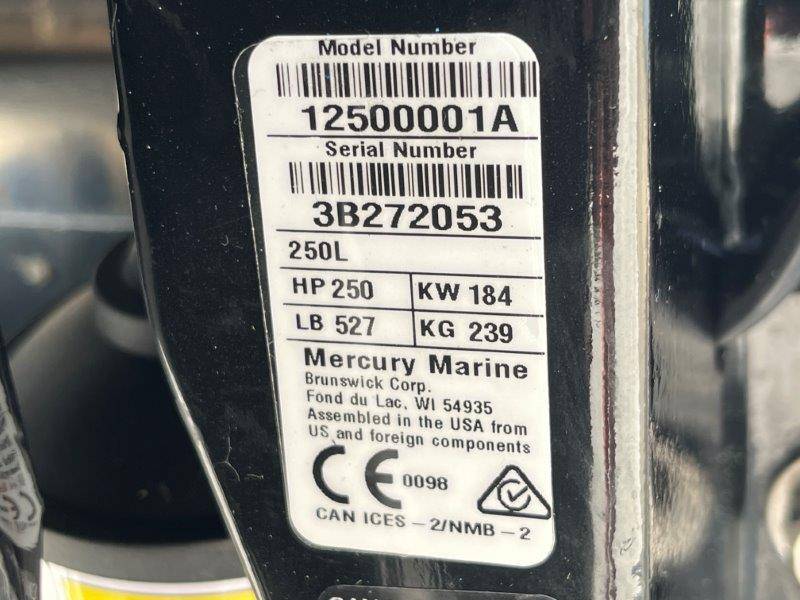 Model Number
12500001A
Serial Number
3B272053
250L
HP 250 KW 184
LB 527 KG 239
Mercury Marine
Brunswick Corp.
Fond du Lac, WI 54935
Assembled in the USA from
US and foreign components
CE 0098
CAN ICES - 2/NMB - 2